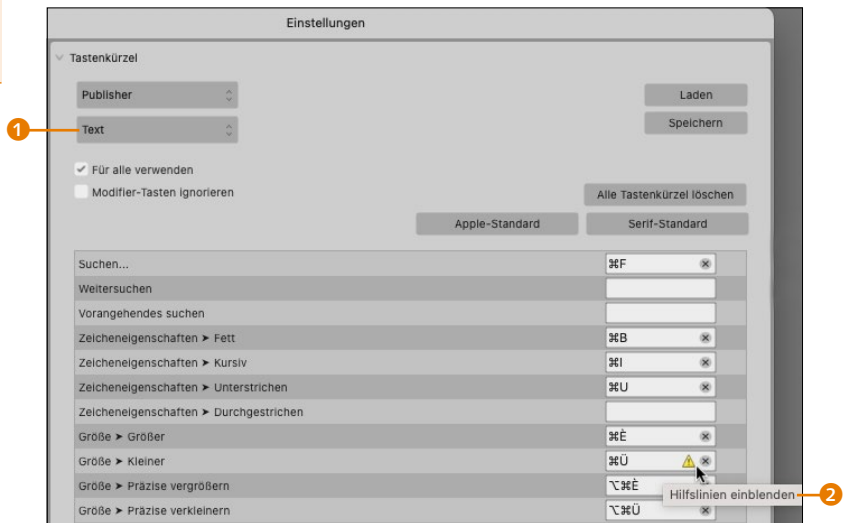 Einstellungen
Tastenkürzel
Publisher
Laden
1
Text
Speichern
Für alle verwenden
Modifier-Tasten ignorieren
Alle Tastenkürzel löschen
Apple-Standard Serif-Standard
Suchen... ⌘F
Weitersuchen
Vorangehendes suchen
Zeicheneigenschaften ➤ Fett ⌘B
Zeicheneigenschaften ➤ Kursiv ⌘I
Zeicheneigenschaften ➤ Unterstrichen ⌘U
Zeicheneigenschaften ➤ Durchgestrichen
Größe ➤ Größer ⌘È
Größe ➤ Kleiner ⌘Ü
Größe ➤ Präzise vergrößern ⌥⌘È
Hilfslinien einblenden 2
Größe ➤ Präzise verkleinern ⌥⌘Ü